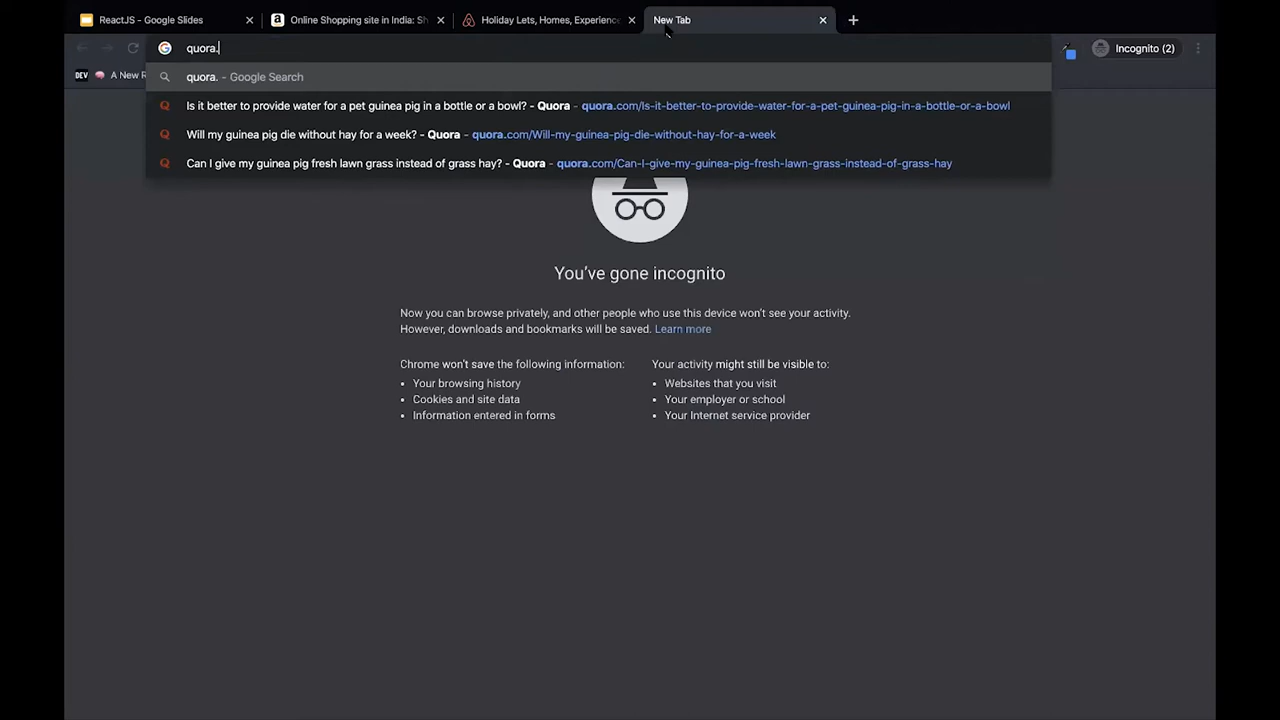 ReactJS - Google Slides
Online Shopping site in India: Sh
Holiday Lets, Homes, Experience
New Tab
quora.
Incognito (2)
quora. - Google Search
DEV
A New R
Is it better to provide water for a pet guinea pig in a bottle or a bowl? - Quora - quora.com/Is-it-better-to-provide-water-for-a-pet-guinea-pig-in-a-bottle-or-a-bowl
Will my guinea pig die without hay for a week? - Quora - quora.com/Will-my-guinea-pig-die-without-hay-for-a-week
Can I give my guinea pig fresh lawn grass instead of grass hay? - Quora - quora.com/Can-I-give-my-guinea-pig-fresh-lawn-grass-instead-of-grass-hay
You've gone incognito
Now you can browse privately, and other people who use this device won't see your activity.
However, downloads and bookmarks will be saved. Learn more
Chrome won't save the following information:
• Your browsing history
• Cookies and site data
• Information entered in forms
Your activity might still be visible to:
• Websites that you visit
• Your employer or school
• Your Internet service provider